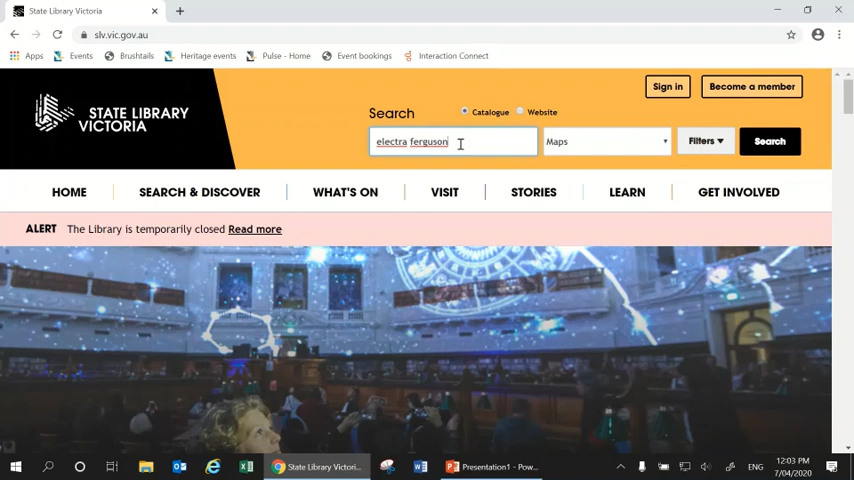 State Library Victoria
slv.vic.gov.au
Apps Events Brushtails Heritage events Pulse - Home Event bookings Interaction Connect
Sign in Become a member
STATE LIBRARY
VICTORIA
Search Catalogue Website
electra ferguson Maps Filters Search
HOME SEARCH & DISCOVER WHAT'S ON VISIT STORIES LEARN GET INVOLVED
ALERT The Library is temporarily closed Read more
State Library Victori... Presentation1 - Pow... ENG
12:03 PM
7/04/2020